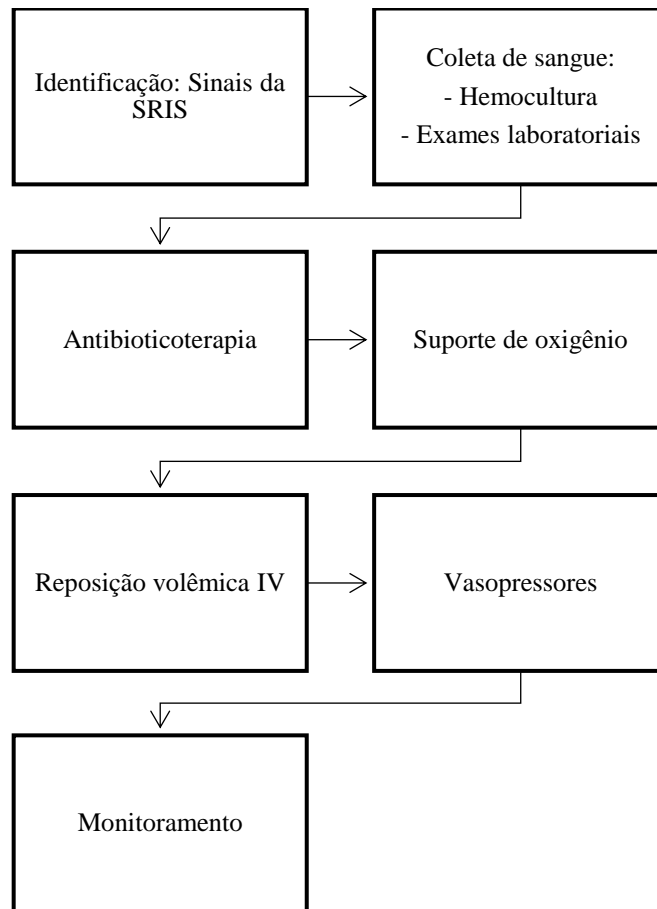 Identificação: Sinais da
SRIS
Coleta de sangue:
- Hemocultura
- Exames laboratoriais
Antibioticoterapia
Suporte de oxigênio
Reposição volêmica IV
Vasopressores
Monitoramento